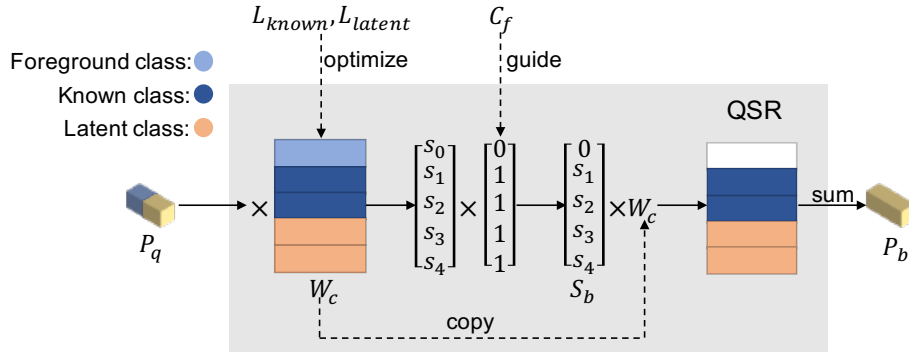 L_known, L_latent
C_f
Foreground class:
optimize
guide
Known class:
Latent class:
QSR
P_q
×
s_0
s_1
s_2
s_3
s_4
×
0
1
1
1
1
0
s_1
s_2
s_3
s_4
×W_c
sum
P_b
W_c
S_b
copy